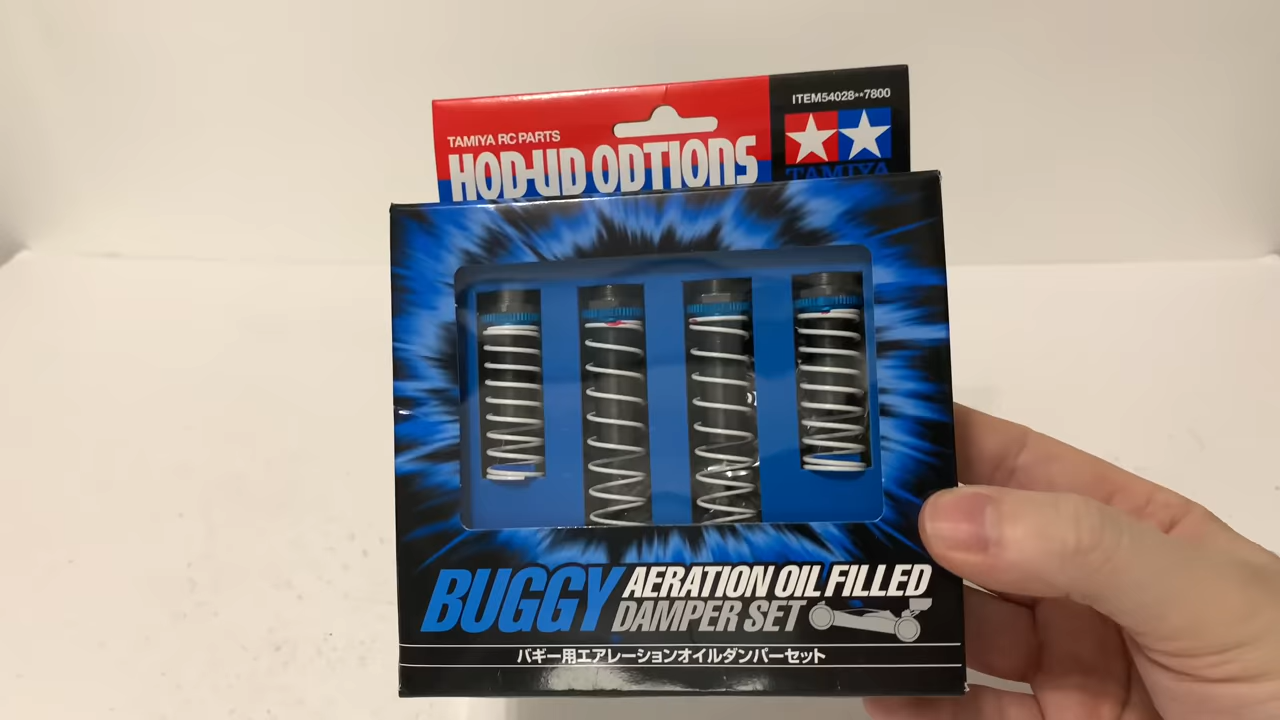 ITEM54028**7800
TAMIYA RC PARTS
HOP-UP OPTIONS
TAMIYA
BUGGY AERATION OIL FILLED
DAMPER SET
バギー用エアレーションオイルダンパーセット